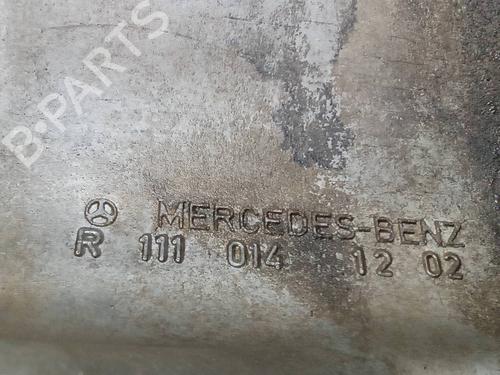 B-PARTS
MERCEDES-BENZ
R 111 014 12 02